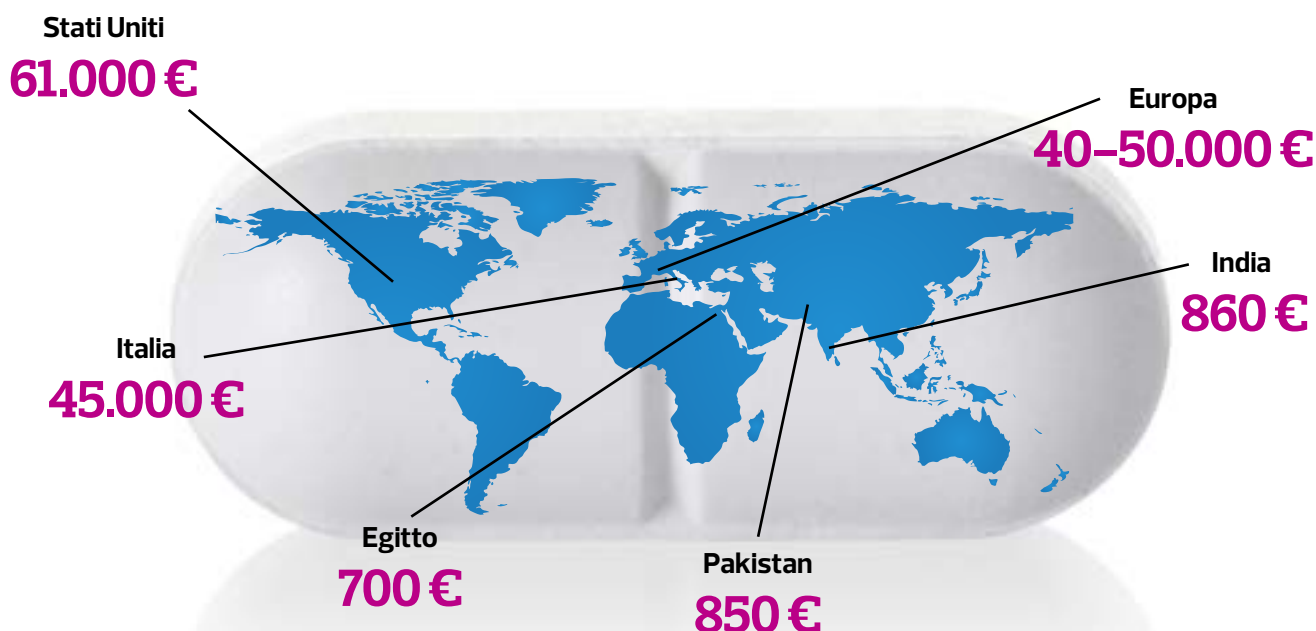 Stati Uniti
61.000 €
Europa
40–50.000 €
India
860 €
Italia
45.000 €
Egitto
700 €
Pakistan
850 €